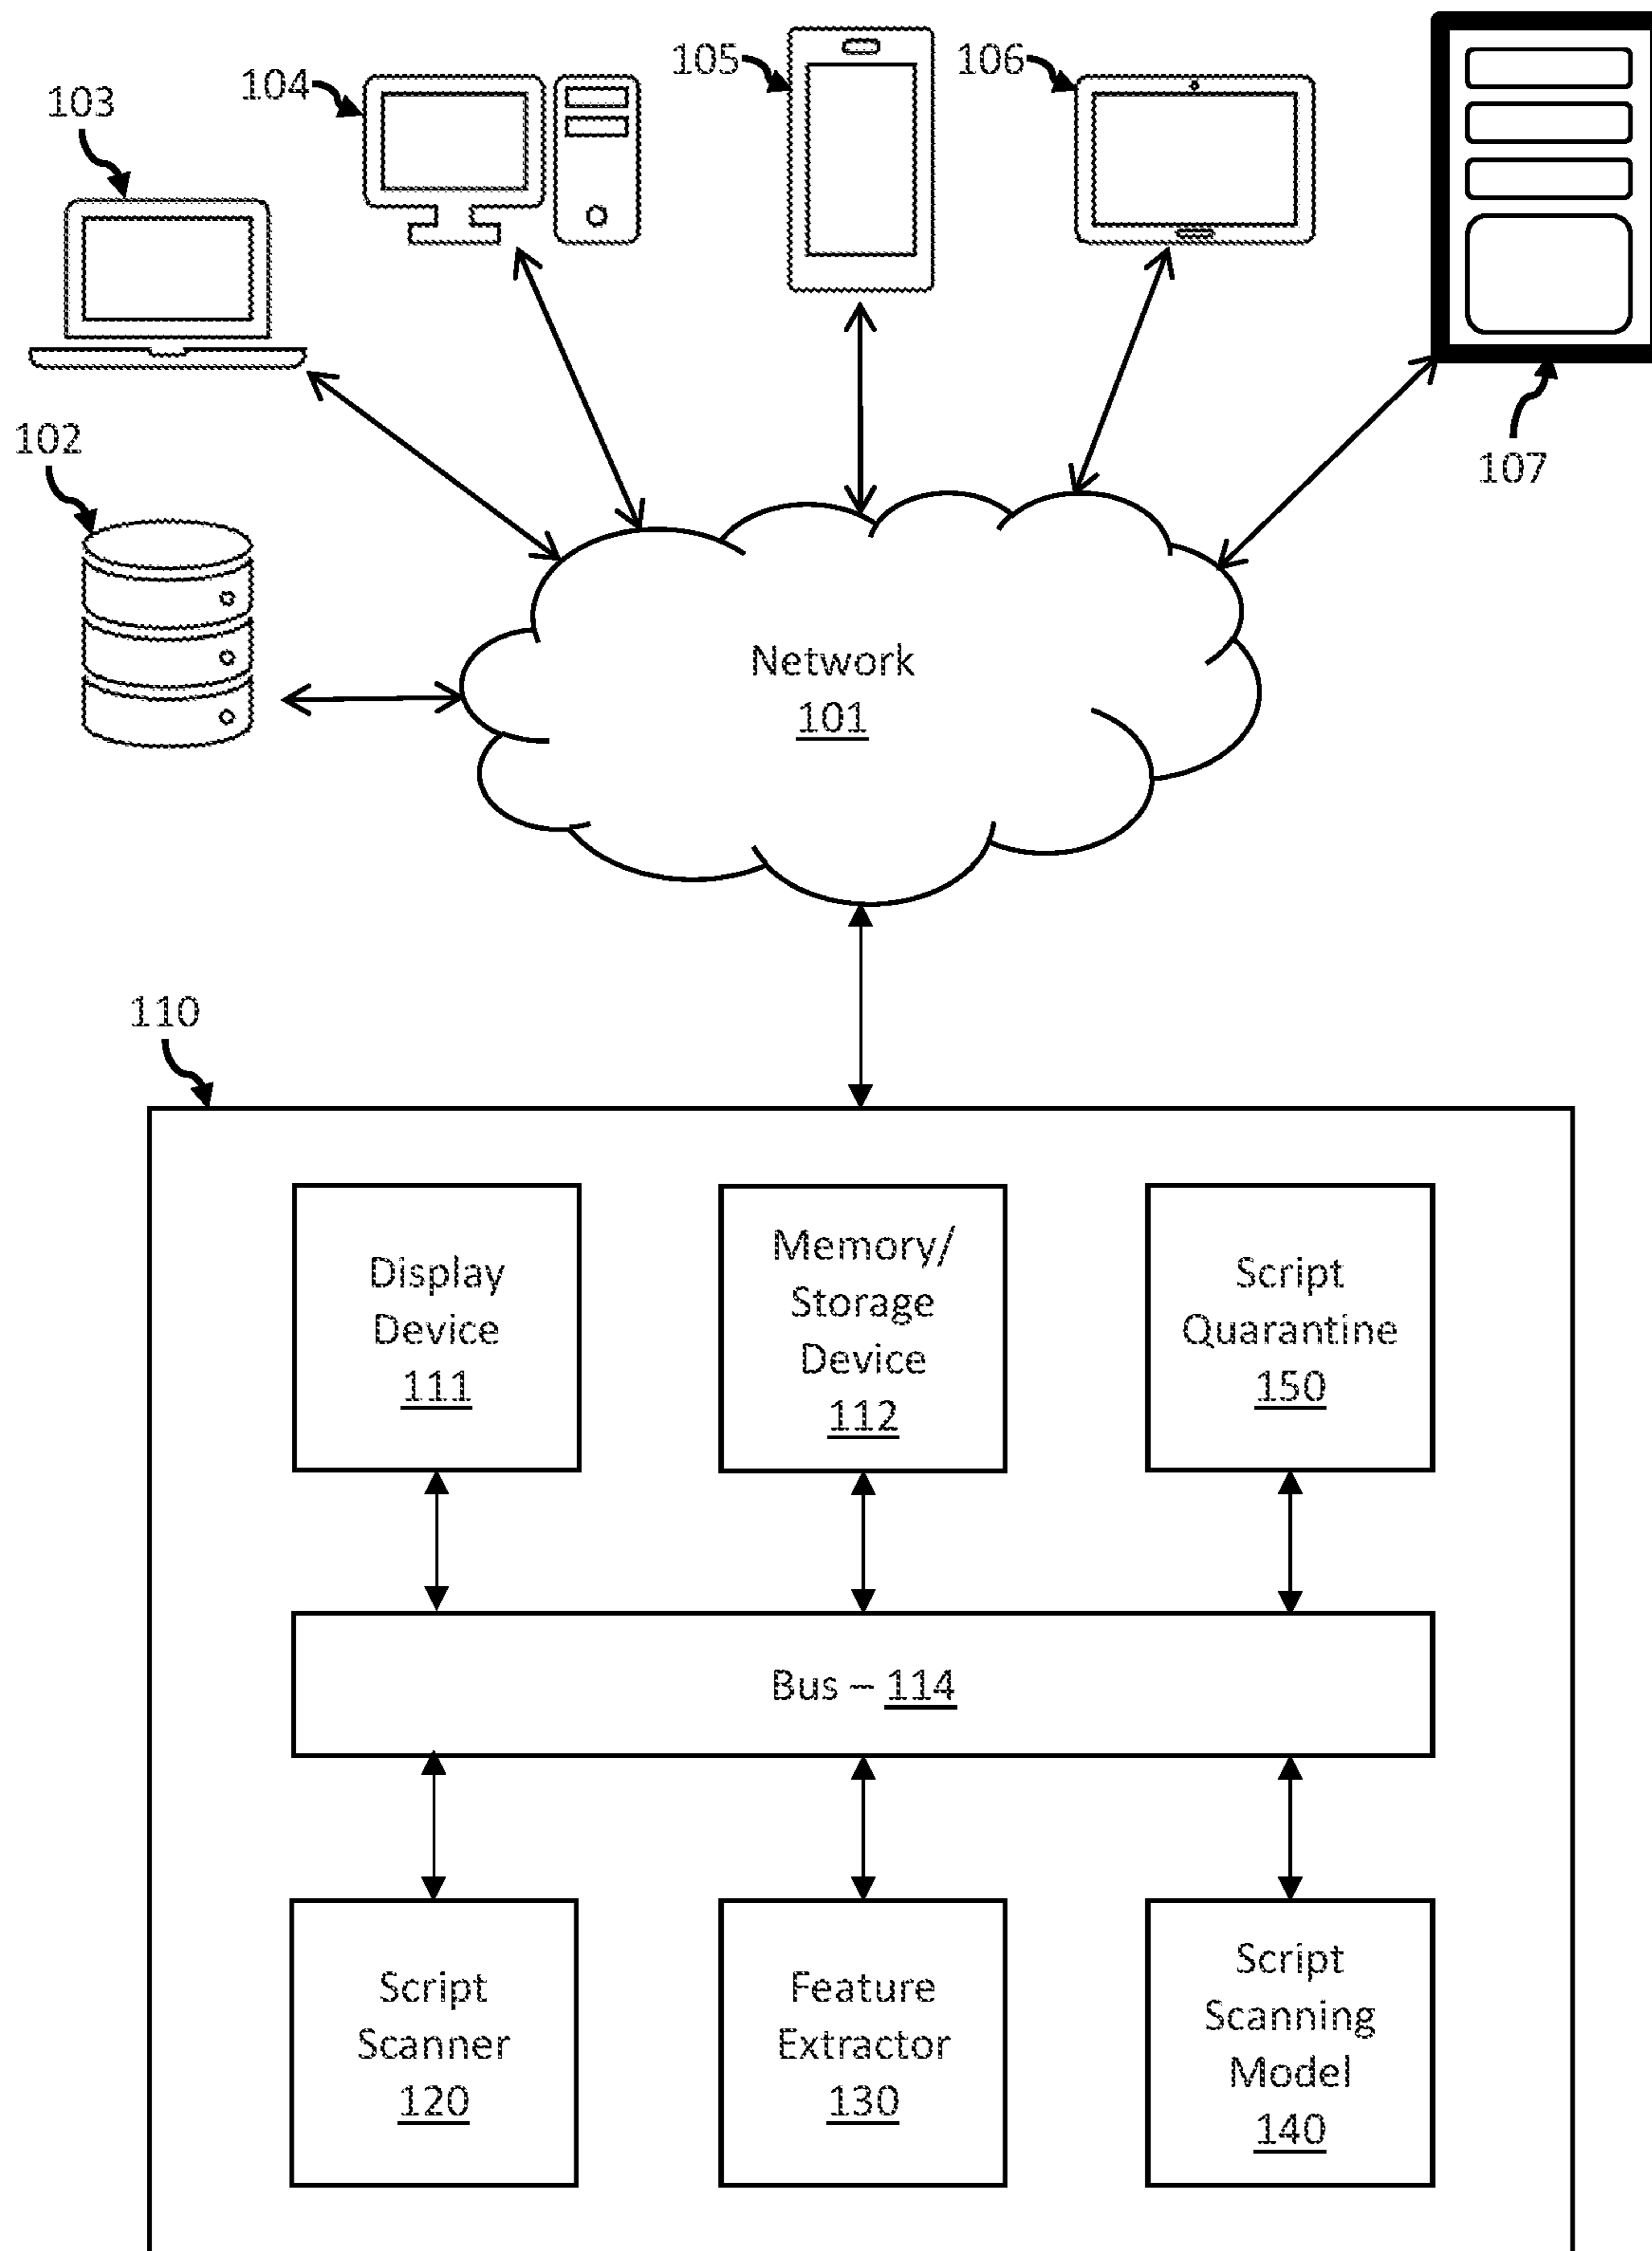 103
104
105
106
107
102
Network
101
110
Display
Device
111
Memory/
Storage
Device
112
Script
Quarantine
150
Bus – 114
Script
Scanner
120
Feature
Extractor
130
Script
Scanning
Model
140